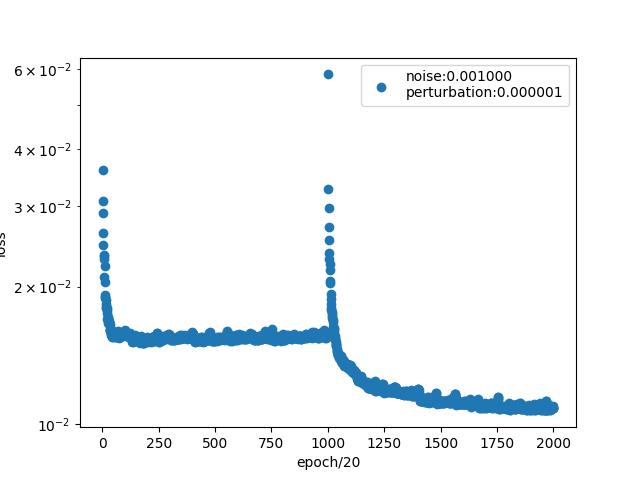 noise:0.001000
perturbation:0.000001
6 × 10⁻²
4 × 10⁻²
3 × 10⁻²
2 × 10⁻²
10⁻²
loss
0 250 500 750 1000 1250 1500 1750 2000
epoch/20